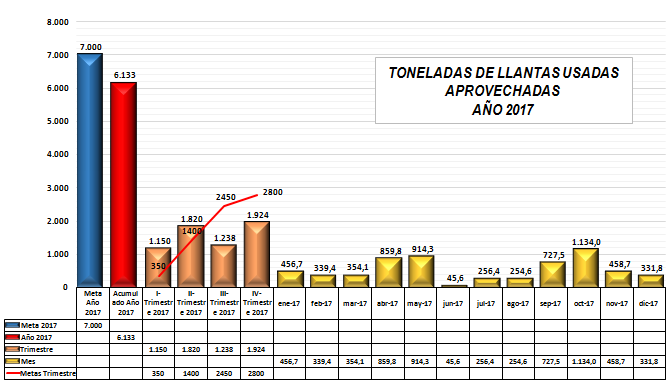 8.000
7.000
6.000
5.000
4.000
3.000
2.000
1.000
0
TONELADAS DE LLANTAS USADAS
APROVECHADAS
AÑO 2017
7.000
6.133
1.150
1.820
1.238
1.924
350
1400
2450
2800
456,7
339,4
354,1
859,8
914,3
45,6
256,4
254,6
727,5
1.134,0
458,7
331,8
Meta
Año
2017
Acumul
ado Año
2017
I-
Trimestr
e 2017
II-
Trimestr
e 2017
III-
Trimestr
e 2017
IV-
Trimestr
e 2017
ene-17 feb-17 mar-17 abr-17 may-17 jun-17 jul-17 ago-17 sep-17 oct-17 nov-17 dic-17
Meta 2017 7.000
Año 2017 6.133
Trimestre 1.150 1.820 1.238 1.924
Mes 456,7 339,4 354,1 859,8 914,3 45,6 256,4 254,6 727,5 1.134,0 458,7 331,8
Metas Trimestre 350 1400 2450 2800